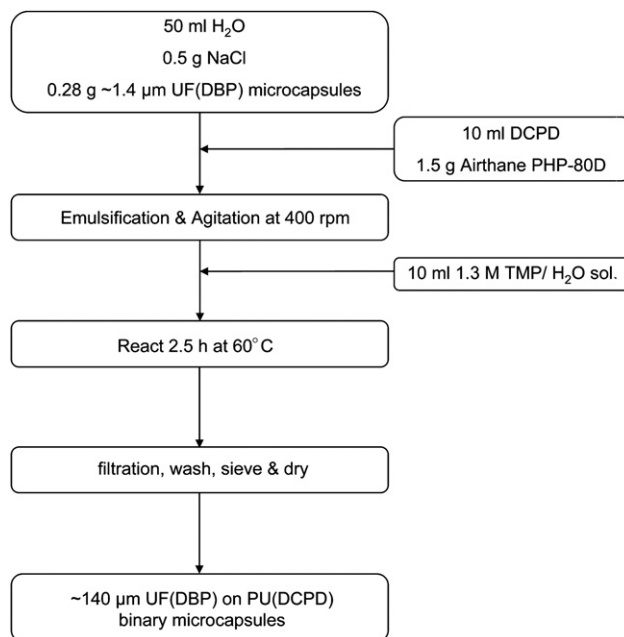 50 ml H₂O
0.5 g NaCl
0.28 g ~1.4 µm UF(DBP) microcapsules
10 ml DCPD
1.5 g Airthane PHP-80D
Emulsification & Agitation at 400 rpm
10 ml 1.3 M TMP/ H₂O sol.
React 2.5 h at 60°C
filtration, wash, sieve & dry
~140 µm UF(DBP) on PU(DCPD)
binary microcapsules